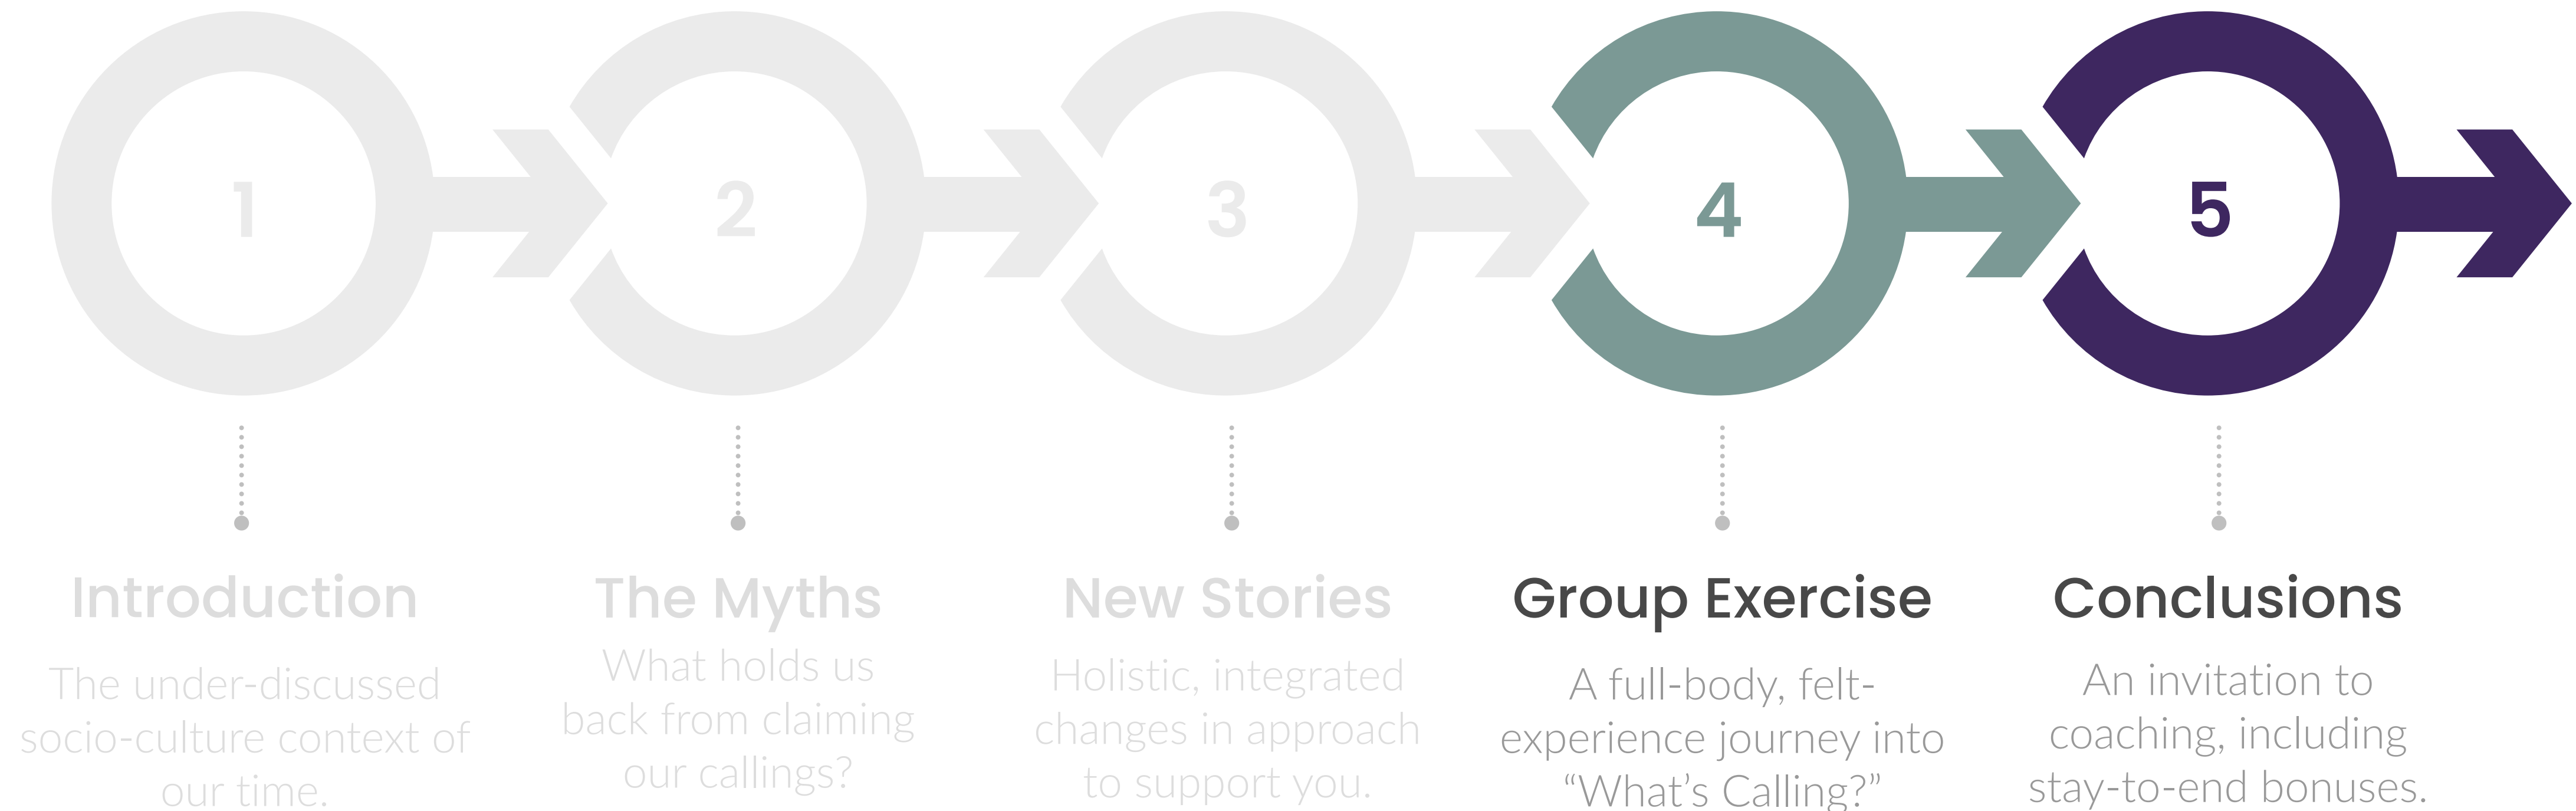 1
2
3
4
5
Introduction
The under-discussed
socio-culture context of
our time.
The Myths
What holds us
back from claiming
our callings?
New Stories
Holistic, integrated
changes in approach
to support you.
Group Exercise
A full-body, felt-
experience journey into
“What’s Calling?”
Conclusions
An invitation to
coaching, including
stay-to-end bonuses.